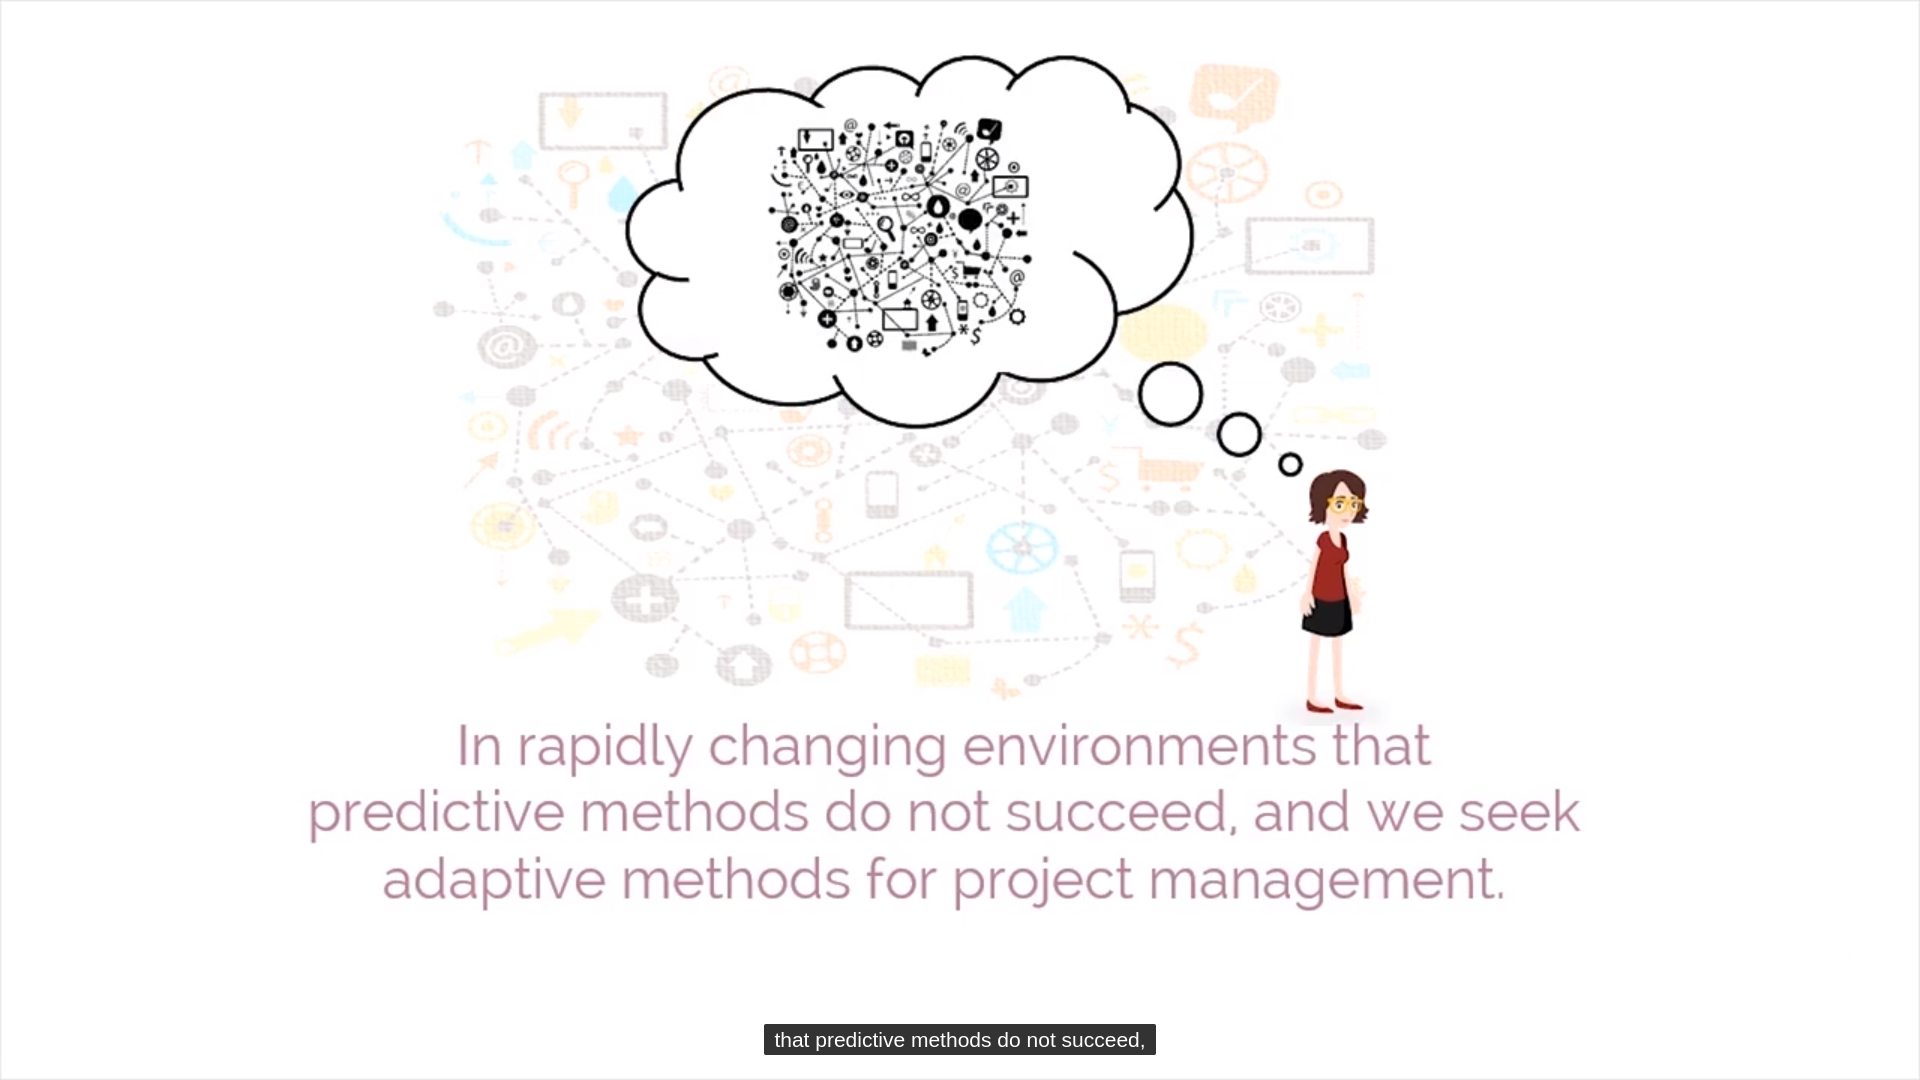 In rapidly changing environments that
predictive methods do not succeed, and we seek
adaptive methods for project management.
that predictive methods do not succeed,